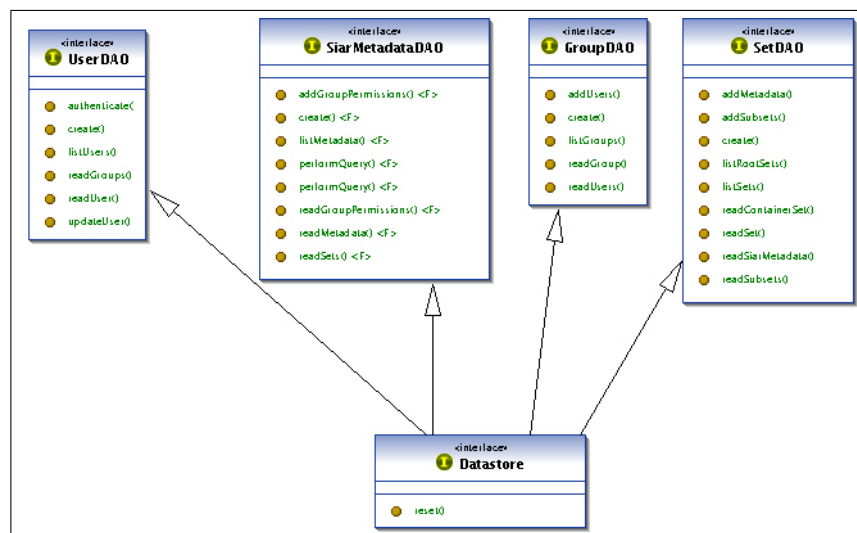 «interface»
UserDAO
authenticate(
create()
listUsers()
readGroups()
readUser()
updateUser()
«interface»
SiarMetadataDAO
addGroupPermissions() <F>
create() <F>
listMetadata() <F>
performQuery() <F>
performQuery() <F>
readGroupPermissions() <F>
readMetadata() <F>
readSets() <F>
«interface»
GroupDAO
addUsers()
create()
listGroups()
readGroup()
readUsers()
«interface»
SetDAO
addMetadata()
addSubsets()
create()
listRootSets()
listSets()
readContainerSet()
readSet()
readSiarMetadata()
readSubsets()
«interface»
Datastore
reset()